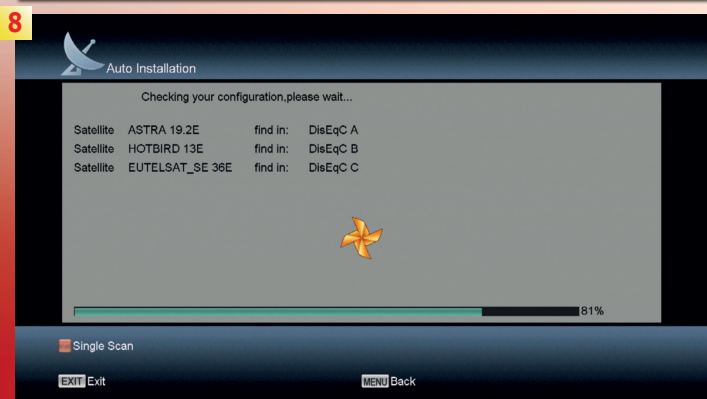 8
Auto Installation
Checking your configuration,please wait...
Satellite ASTRA 19.2E find in: DisEqC A
Satellite HOTBIRD 13E find in: DisEqC B
Satellite EUTELSAT_SE 36E find in: DisEqC C
81%
Single Scan
EXIT Exit MENU Back